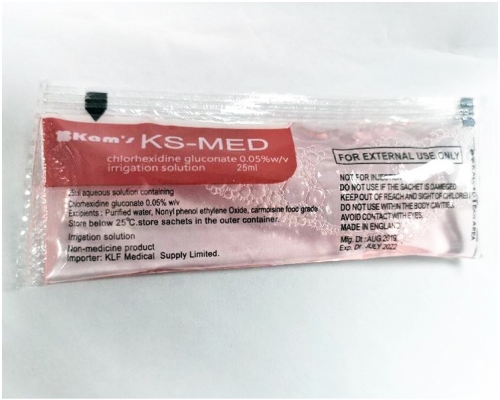 Kam's KS-MED
chlorhexidine gluconate 0.05%w/v
irrigation solution 25ml
aqueous solution containing
Chlorhexidine gluconate 0.05% w/v
Excipients : Purified water, Nonyl phenol ethylene Oxide, carmoisine food grade
Store below 25°C.store sachets in the outer container.
Irrigation solution
Non-medicine product
Importer: KLF Medical Supply Limited.
FOR EXTERNAL USE ONLY
NOT FOR INJECTION
DO NOT USE IF THE SACHET IS DAMAGED
KEEP OUT OF REACH AND SIGHT OF CHILDREN
DO NOT USE WITHIN THE BODY CAVITIES.
AVOID CONTACT WITH EYES.
MADE IN ENGLAND
Mfg. Dt : AUG 2019
Exp. Dt: JULY 2022